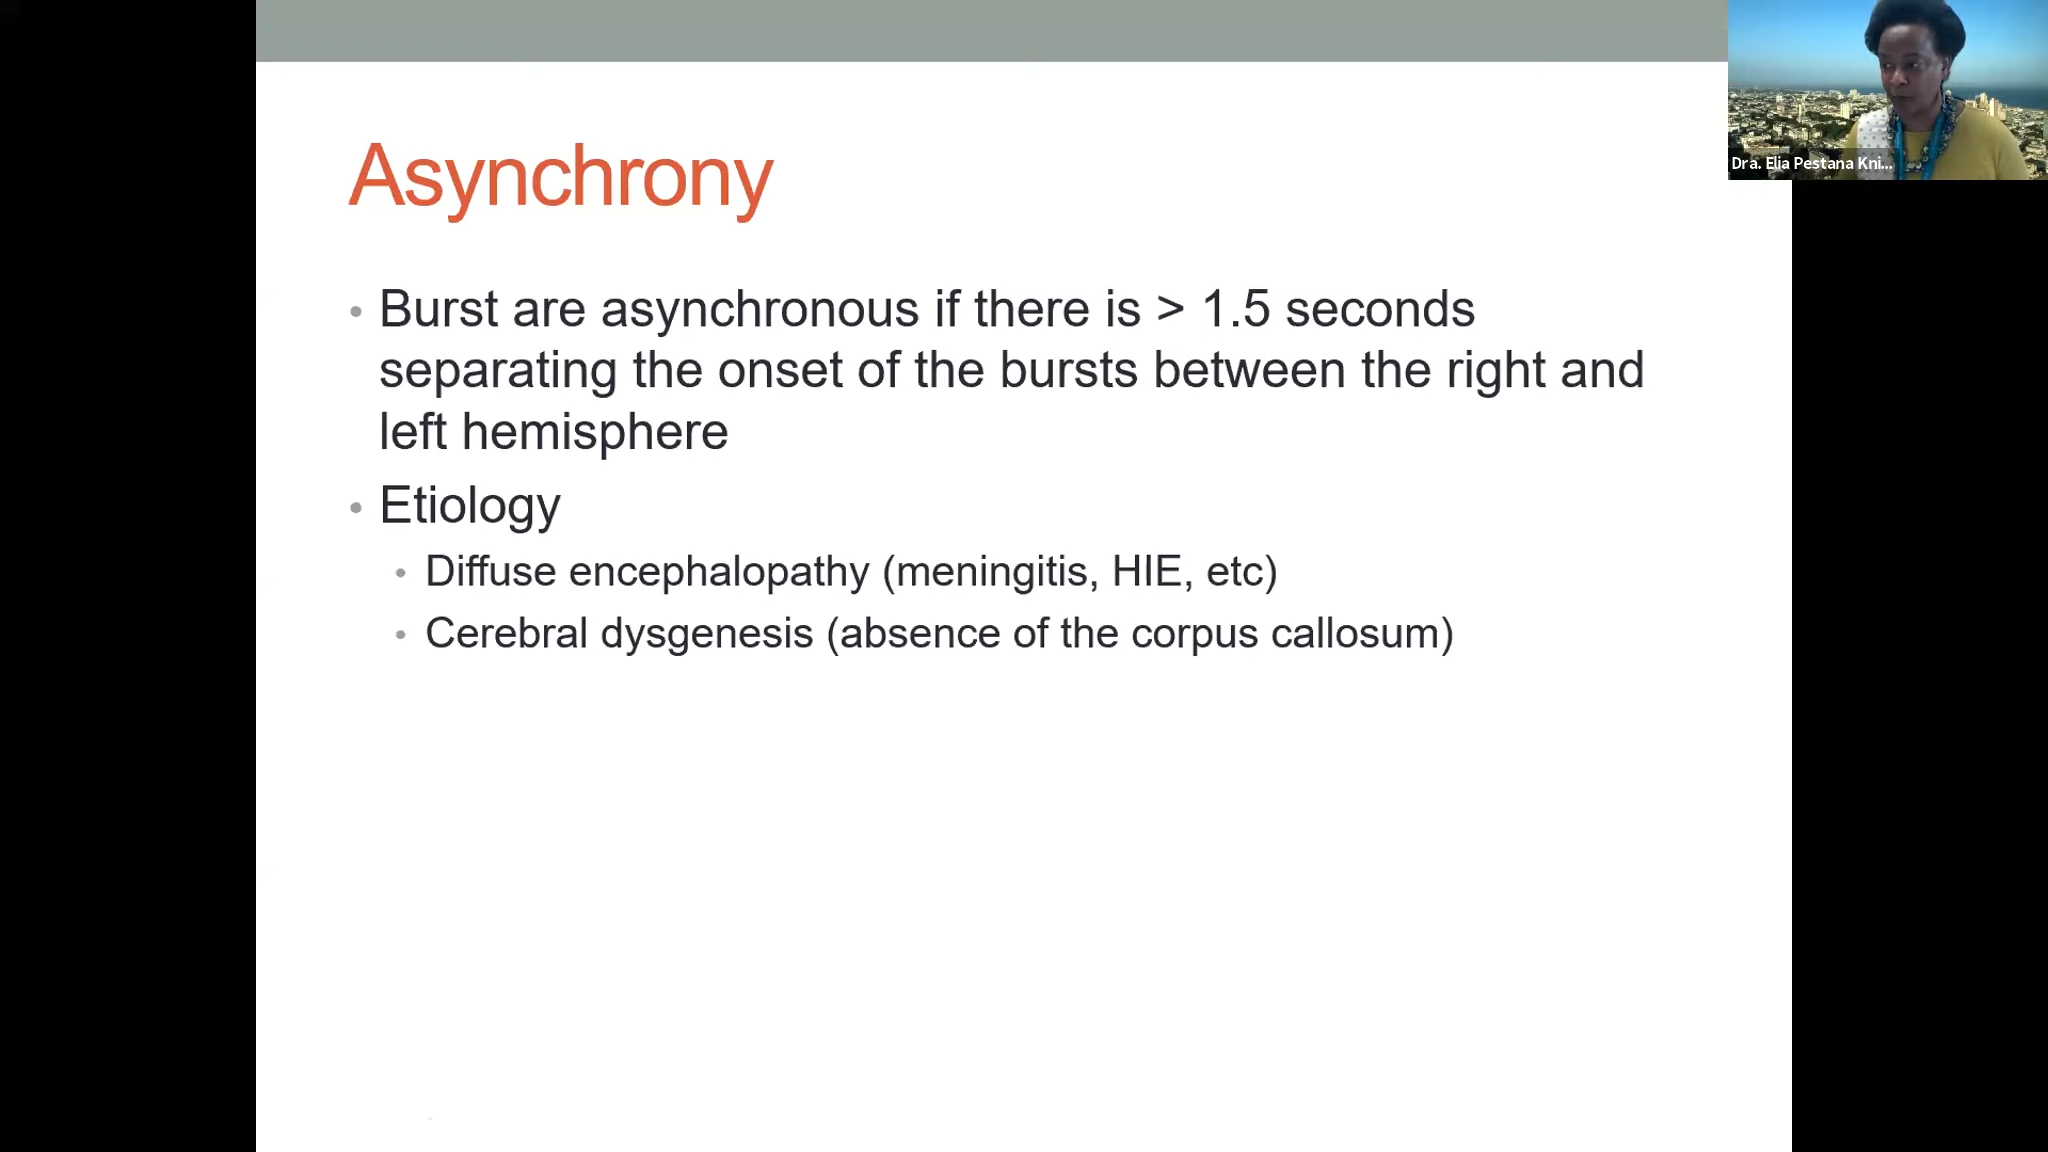 Asynchrony
• Burst are asynchronous if there is > 1.5 seconds
separating the onset of the bursts between the right and
left hemisphere
• Etiology
• Diffuse encephalopathy (meningitis, HIE, etc)
• Cerebral dysgenesis (absence of the corpus callosum)
Dra. Elia Pestana Kni...